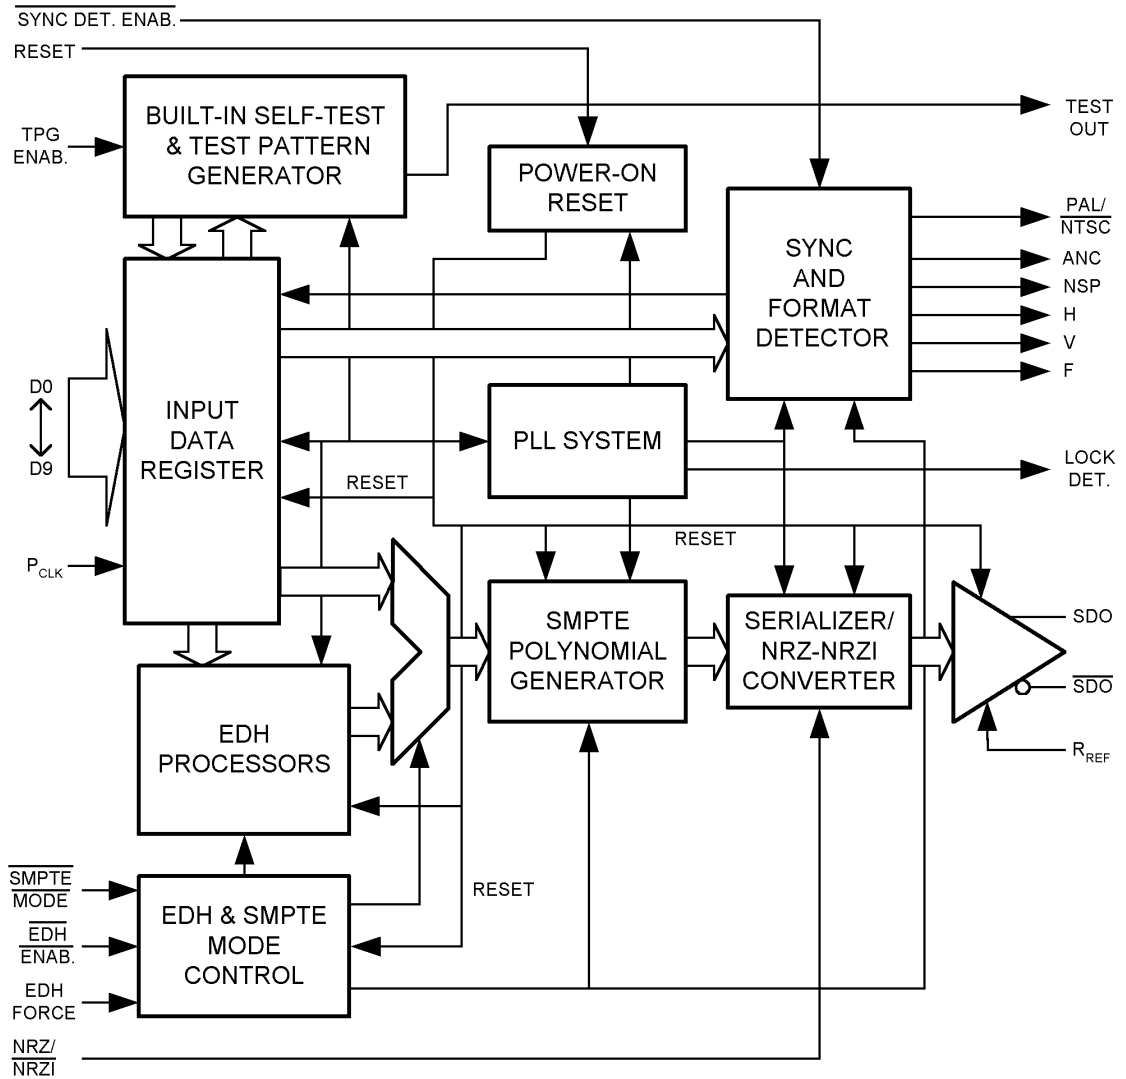 SYNC DET. ENAB.
RESET
BUILT-IN SELF-TEST
& TEST PATTERN
GENERATOR
TPG
ENAB.
POWER-ON
RESET
TEST
OUT
SYNC
AND
FORMAT
DETECTOR
PAL/
NTSC
ANC
NSP
H
V
F
D0
D9
INPUT
DATA
REGISTER
PLL SYSTEM
LOCK
DET.
RESET
RESET
PCLK
SMPTE
POLYNOMIAL
GENERATOR
SERIALIZER/
NRZ-NRZI
CONVERTER
SDO
SDO
RREF
EDH
PROCESSORS
RESET
SMPTE
MODE
EDH
ENAB.
EDH
FORCE
EDH & SMPTE
MODE
CONTROL
NRZ/
NRZI